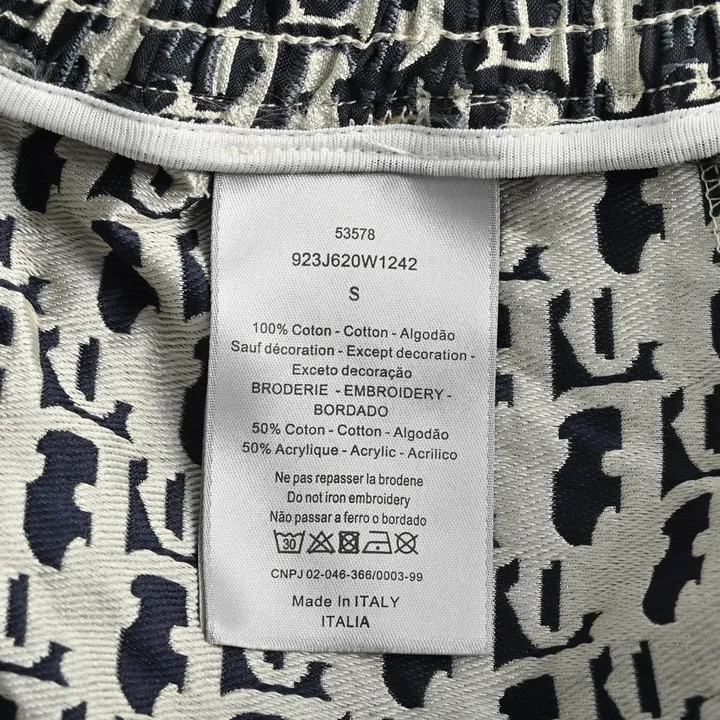 53578
923J620W1242
S
100% Coton - Cotton - Algodão
Sauf décoration - Except decoration -
Exceto decoração
BRODERIE - EMBROIDERY -
BORDADO
50% Coton - Cotton - Algodão
50% Acrylique - Acrylic - Acrilico
Ne pas repasser la brodene
Do not iron embroidery
Não passar a ferro o bordado
30
CNPJ 02-046-366/0003-99
Made In ITALY
ITALIA